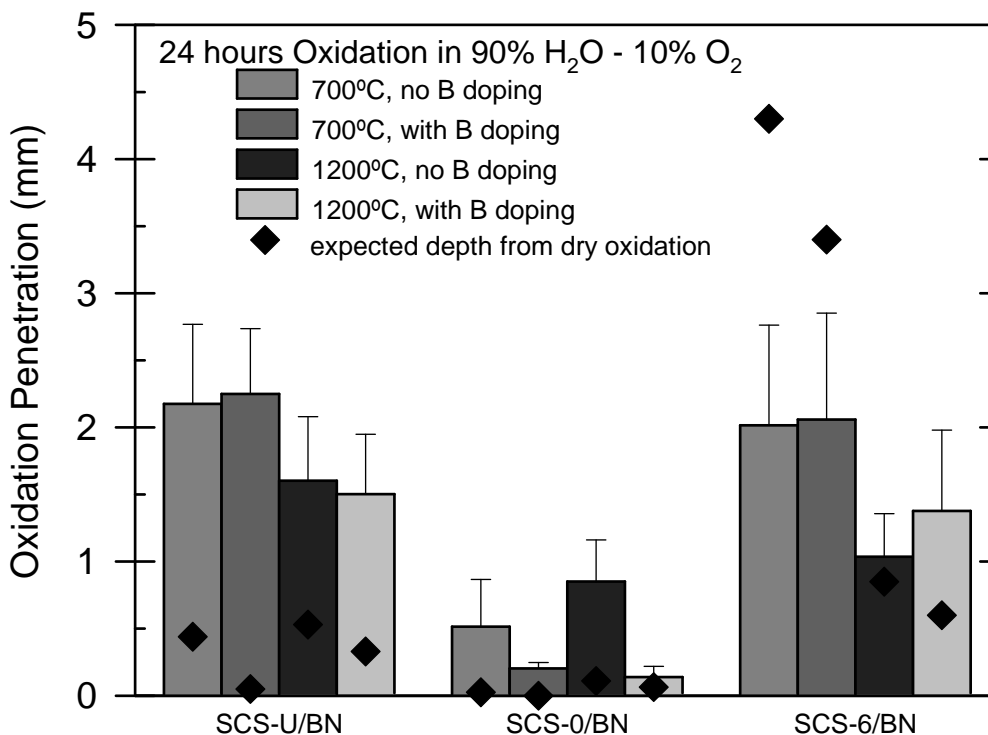 5
4
3
2
1
0
Oxidation Penetration (mm)
24 hours Oxidation in 90% H₂O - 10% O₂
700ºC, no B doping
700ºC, with B doping
1200ºC, no B doping
1200ºC, with B doping
expected depth from dry oxidation
SCS-U/BN
SCS-0/BN
SCS-6/BN